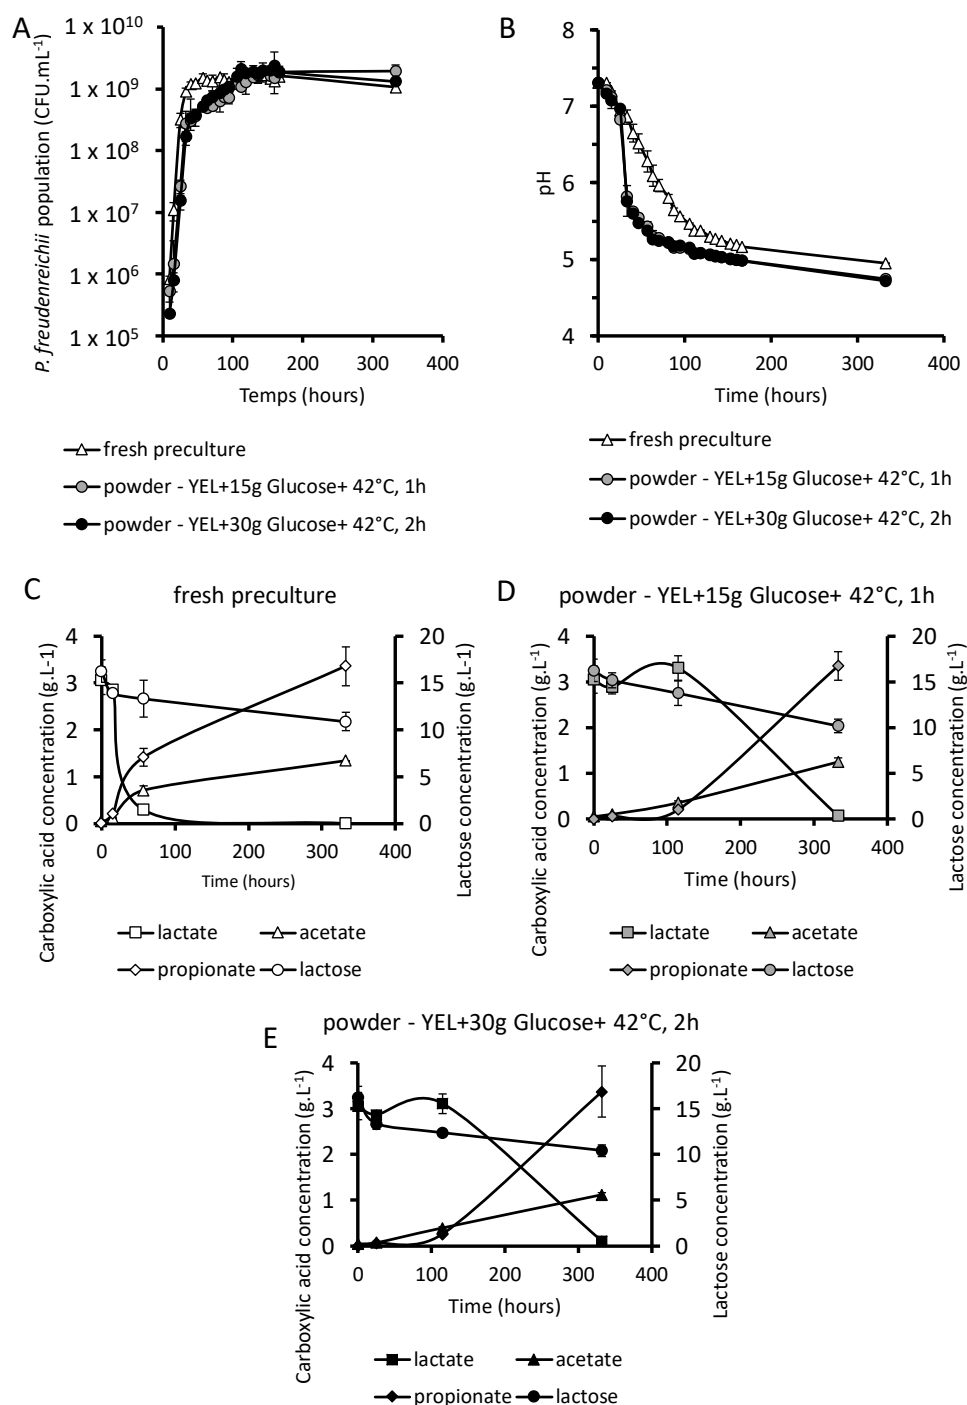 A
P. freudenreichii population (CFU.mL-1)
1 x 10^10
1 x 10^9
1 x 10^8
1 x 10^7
1 x 10^6
1 x 10^5
0 100 200 300 400
Temps (hours)
fresh preculture
powder - YEL+15g Glucose+ 42°C, 1h
powder - YEL+30g Glucose+ 42°C, 2h
B
pH
8
7
6
5
4
0 100 200 300 400
Time (hours)
fresh preculture
powder - YEL+15g Glucose+ 42°C, 1h
powder - YEL+30g Glucose+ 42°C, 2h
C
fresh preculture
Carboxylic acid concentration (g.L-1)
4
3
2
1
0
20
15
10
5
0
Lactose concentration (g.L-1)
0 100 200 300 400
Time (hours)
lactate acetate
propionate lactose
D
powder - YEL+15g Glucose+ 42°C, 1h
Carboxylic acid concentration (g.L-1)
4
3
2
1
0
20
15
10
5
0
Lactose concentration (g.L-1)
0 100 200 300 400
Time (hours)
lactate acetate
propionate lactose
E
powder - YEL+30g Glucose+ 42°C, 2h
Carboxylic acid concentration (g.L-1)
4
3
2
1
0
20
15
10
5
0
Lactose concentration (g.L-1)
0 100 200 300 400
Time (hours)
lactate acetate
propionate lactose